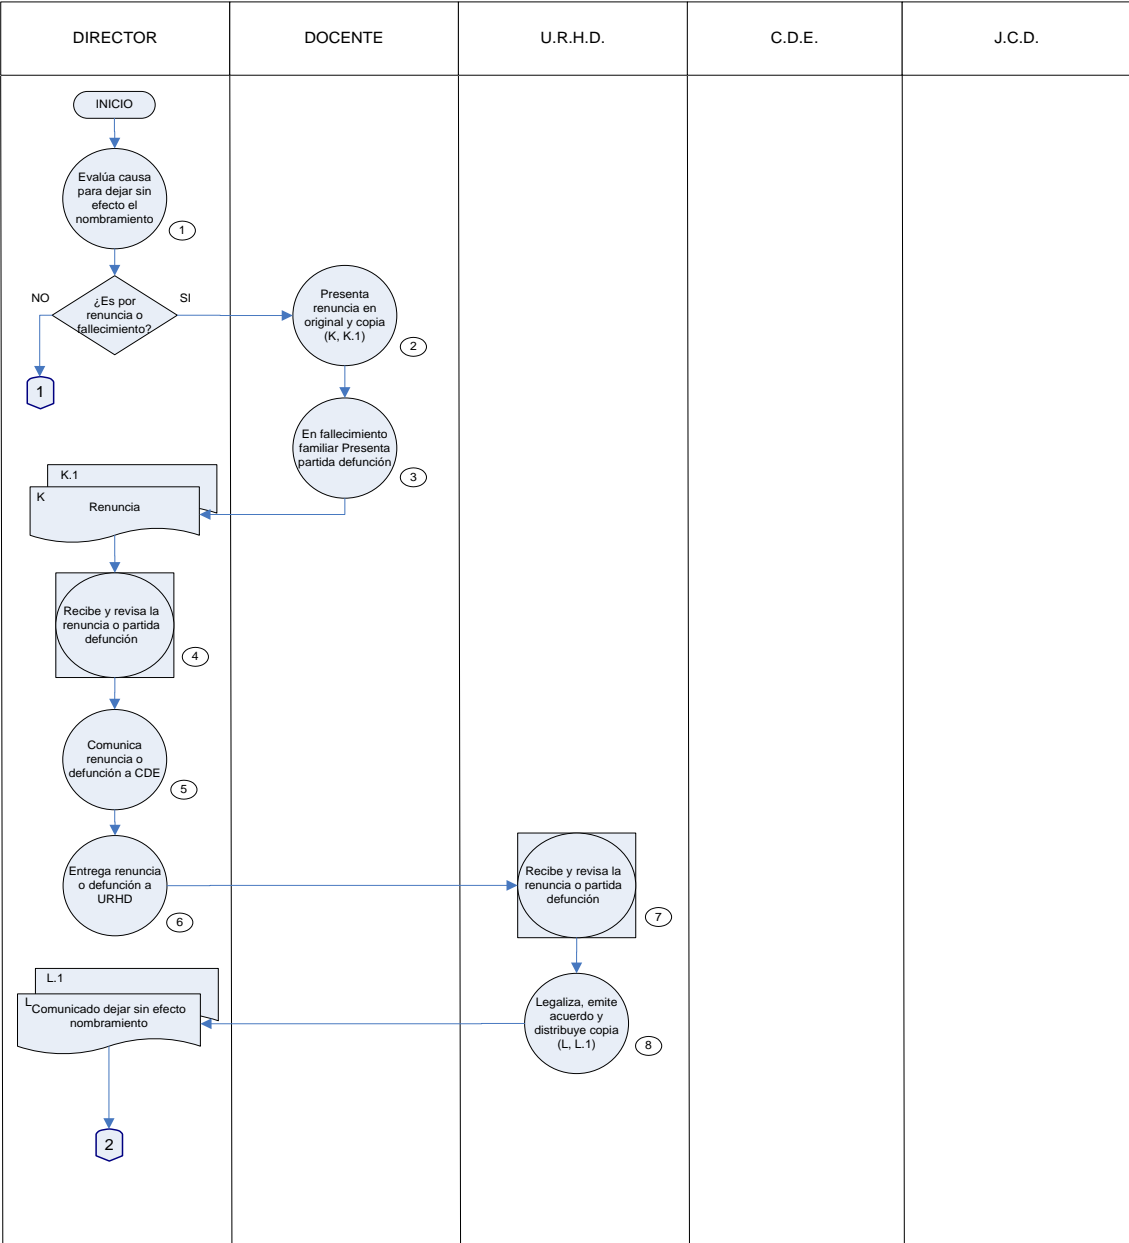 DIRECTOR
DOCENTE
U.R.H.D.
C.D.E.
J.C.D.
INICIO
Evalúa causa
para dejar sin
efecto el
nombramiento
1
NO
¿Es por
renuncia o
fallecimiento?
SI
1
Presenta
renuncia en
original y copia
(K, K.1)
2
En fallecimiento
familiar Presenta
partida defunción
3
K.1
K
Renuncia
Recibe y revisa la
renuncia o partida
defunción
4
Comunica
renuncia o
defunción a CDE
5
Entrega renuncia
o defunción a
URHD
6
Recibe y revisa la
renuncia o partida
defunción
7
Legaliza, emite
acuerdo y
distribuye copia
(L, L.1)
8
L.1
L
Comunicado dejar sin efecto
nombramiento
2